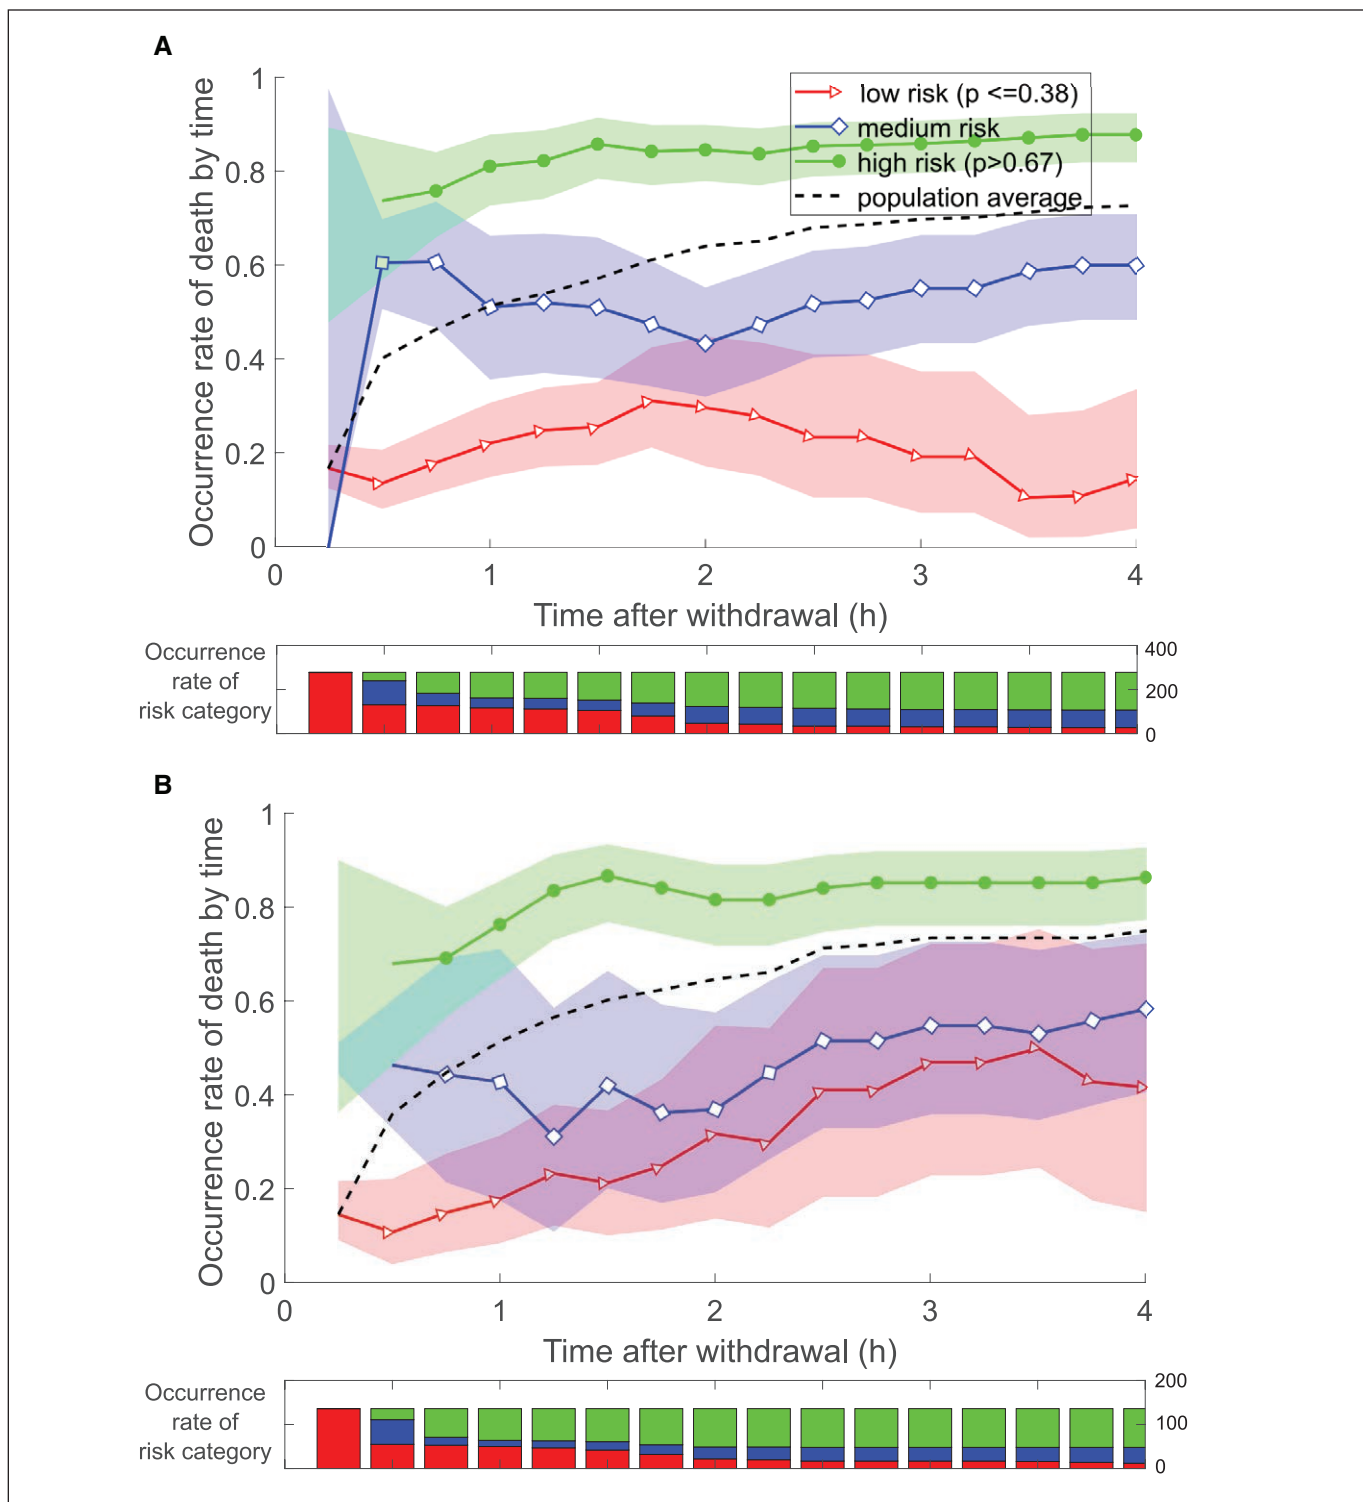 A
Occurrence rate of death by time
1
0.8
0.6
0.4
0.2
0
low risk (p <=0.38)
medium risk
high risk (p>0.67)
population average
0 1 2 3 4
Time after withdrawal (h)
Occurrence
rate of
risk category
400
200
0
B
Occurrence rate of death by time
1
0.8
0.6
0.4
0.2
0
0 1 2 3 4
Time after withdrawal (h)
Occurrence
rate of
risk category
200
100
0